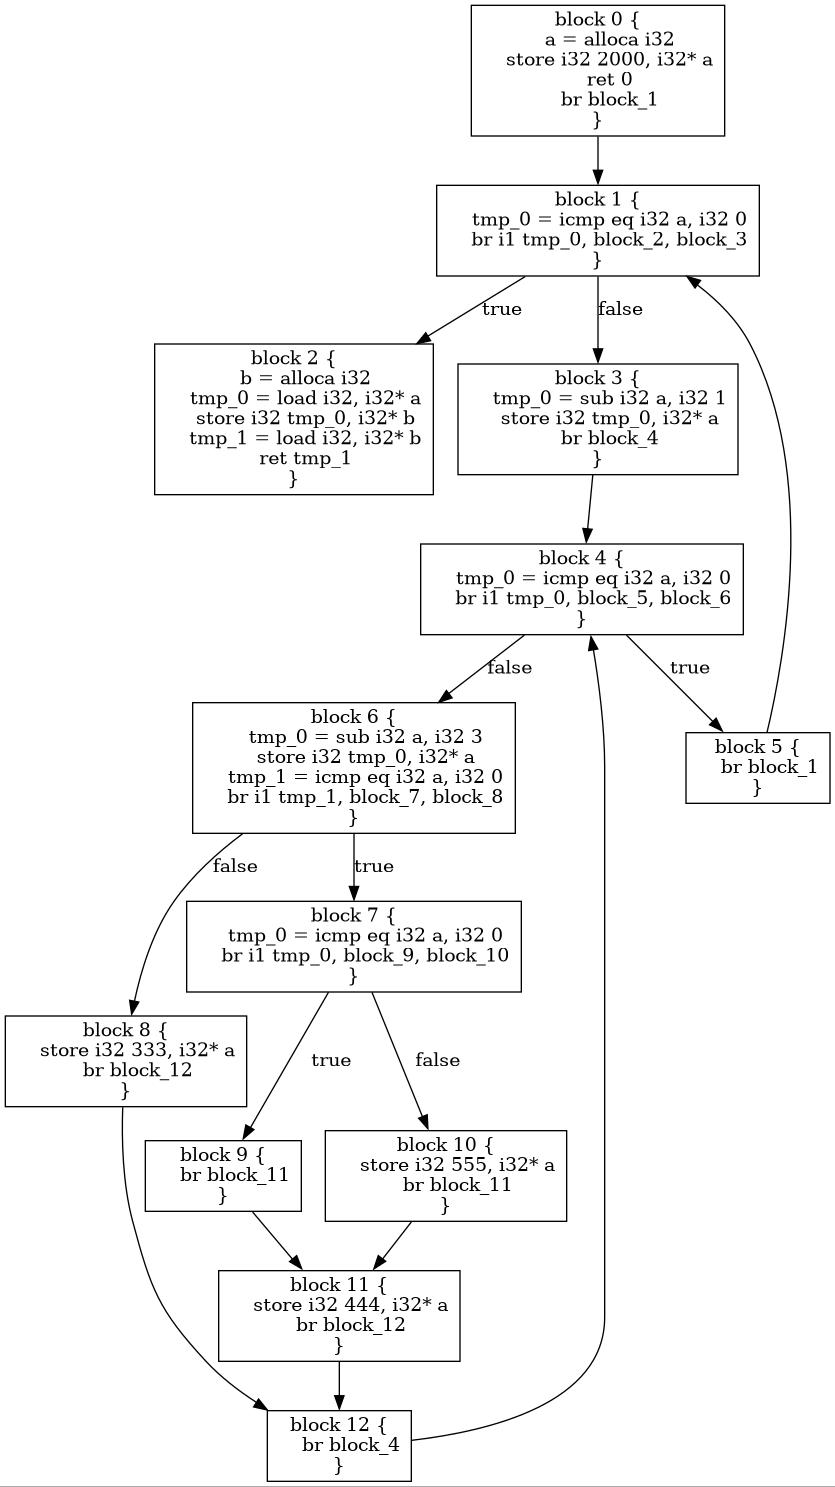 block 0 {
a = alloca i32
store i32 2000, i32* a
ret 0
br block_1
}
block 1 {
tmp_0 = icmp eq i32 a, i32 0
br i1 tmp_0, block_2, block_3
}
true
false
block 2 {
b = alloca i32
tmp_0 = load i32, i32* a
store i32 tmp_0, i32* b
tmp_1 = load i32, i32* b
ret tmp_1
}
block 3 {
tmp_0 = sub i32 a, i32 1
store i32 tmp_0, i32* a
br block_4
}
block 4 {
tmp_0 = icmp eq i32 a, i32 0
br i1 tmp_0, block_5, block_6
}
false
true
block 6 {
tmp_0 = sub i32 a, i32 3
store i32 tmp_0, i32* a
tmp_1 = icmp eq i32 a, i32 0
br i1 tmp_1, block_7, block_8
}
block 5 {
br block_1
}
false
true
block 7 {
tmp_0 = icmp eq i32 a, i32 0
br i1 tmp_0, block_9, block_10
}
block 8 {
store i32 333, i32* a
br block_12
}
true
false
block 9 {
br block_11
}
block 10 {
store i32 555, i32* a
br block_11
}
block 11 {
store i32 444, i32* a
br block_12
}
block 12 {
br block_4
}